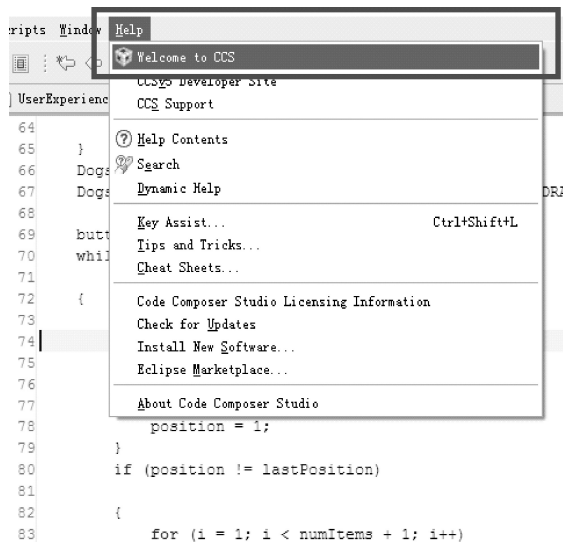 ripts Window Help
Welcome to CCS
UserExperienc
CCSv5 Developer Site
CCS Support
Help Contents
Search
Dynamic Help
Key Assist... Ctrl+Shift+L
Tips and Tricks...
Cheat Sheets...
Code Composer Studio Licensing Information
Check for Updates
Install New Software...
Eclipse Marketplace...
About Code Composer Studio
64
65 }
66 Dogs
67 Dogs DRA
68
69 butt
70 whil
71
72 {
73
74
75
76
77
78 position = 1;
79 }
80 if (position != lastPosition)
81
82 {
83 for (i = 1; i < numItems + 1; i++)